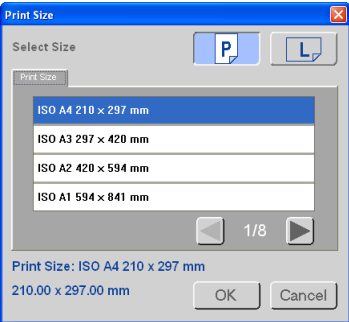 Print Size
Select Size
P
L
Print Size
ISO A4 210 x 297 mm
ISO A3 297 x 420 mm
ISO A2 420 x 594 mm
ISO A1 594 x 841 mm
1/8
Print Size: ISO A4 210 x 297 mm
210.00 x 297.00 mm
OK
Cancel